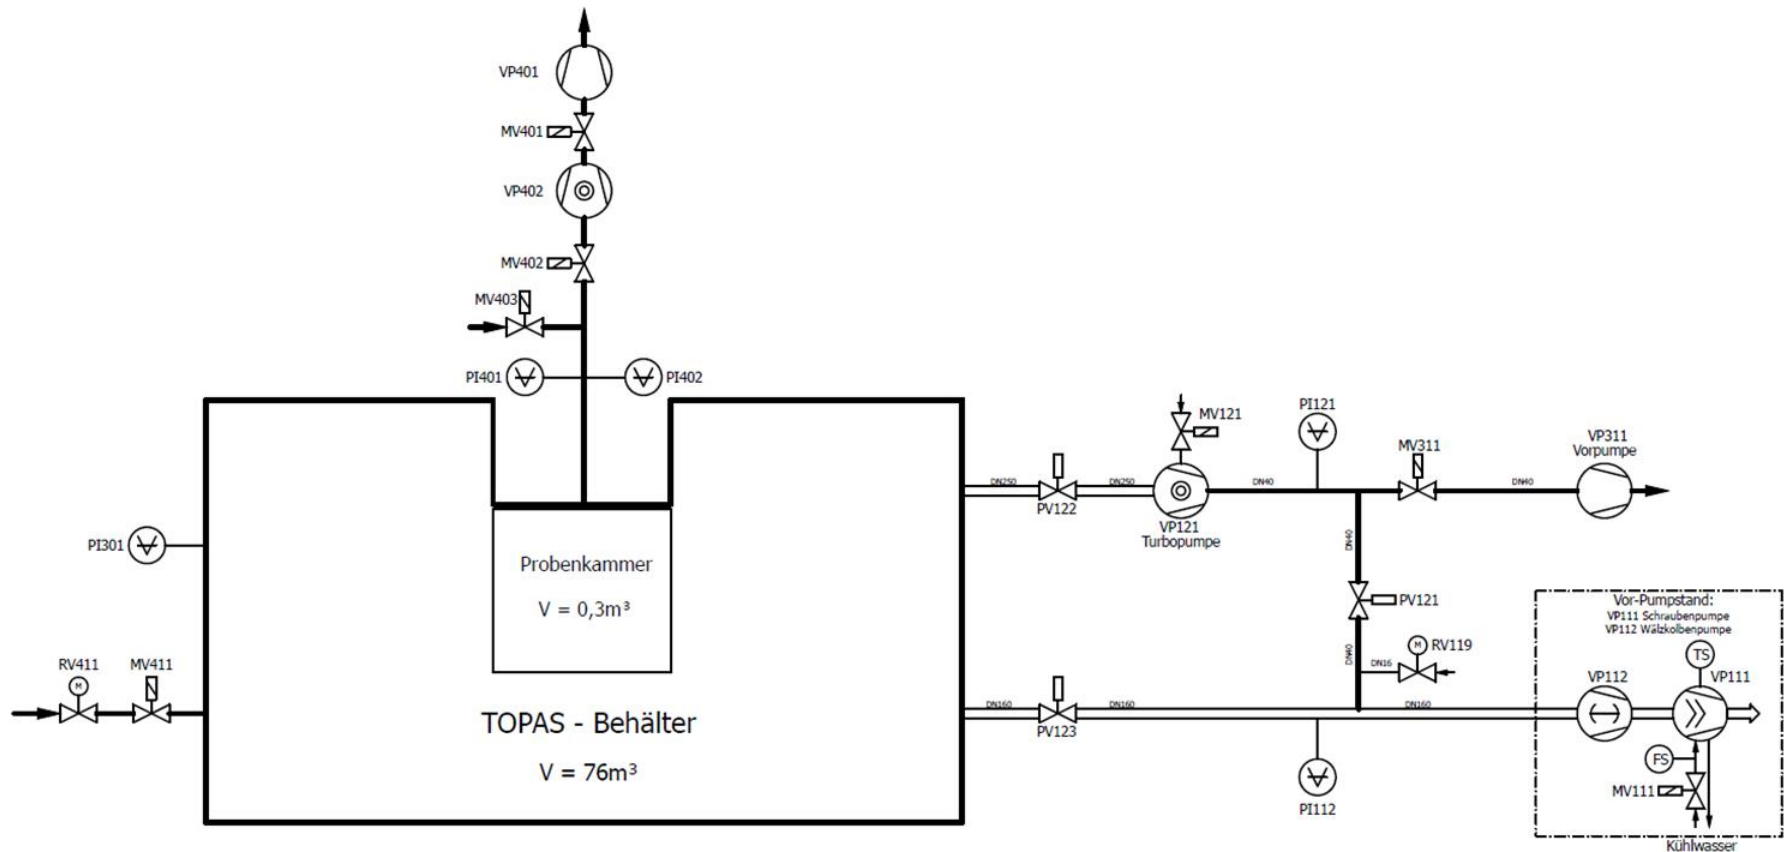 VP401
MV401
VP402
MV402
MV403
PI401
PI402
MV121
PI121
VP311
Vorpumpe
MV311
DN250
DN250
DN40
DN40
PV122
VP121
Turbopumpe
PI301
Probenkammer
V = 0,3m³
DN40
PV121
Vor-Pumpstand:
VP111 Schraubenpumpe
VP112 Wälzkolbenpumpe
RV411
MV411
M
DN40
M
RV119
DN16
TS
VP112
VP111
TOPAS - Behälter
V = 76m³
DN160
DN160
DN160
PV123
FS
PI112
MV111
Kühlwasser